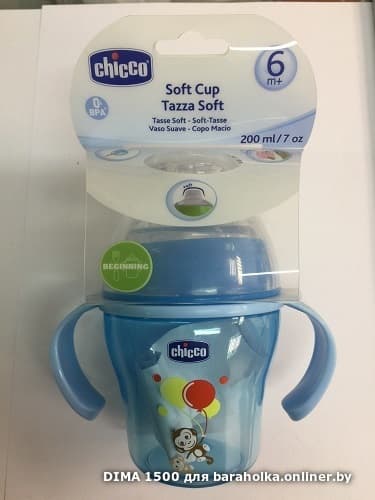 chicco
6
m+
Soft Cup
Tazza Soft
0%
BPA
Tasse Soft - Soft-Tasse
Vaso Suave - Copo Macio
200 ml/7 oz
BEGINNING
chicco
DIMA 1500 для baraholka.onliner.by